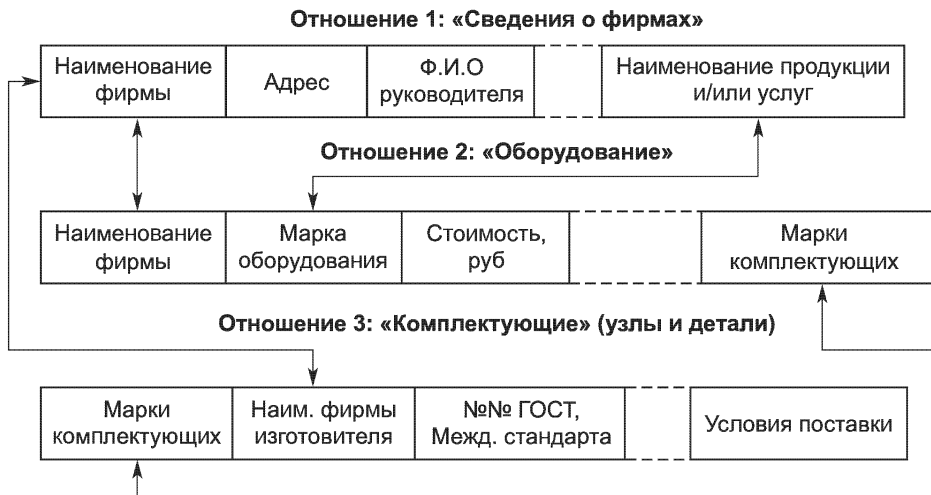 Отношение 1: «Сведения о фирмах»
Наименование
фирмы
Адрес
Ф.И.О
руководителя
Наименование продукции
и/или услуг
Отношение 2: «Оборудование»
Наименование
фирмы
Марка
оборудования
Стоимость,
руб
Марки
комплектующих
Отношение 3: «Комплектующие» (узлы и детали)
Марки
комплектующих
Наим. фирмы
изготовителя
№№ ГОСТ,
Межд. стандарта
Условия поставки